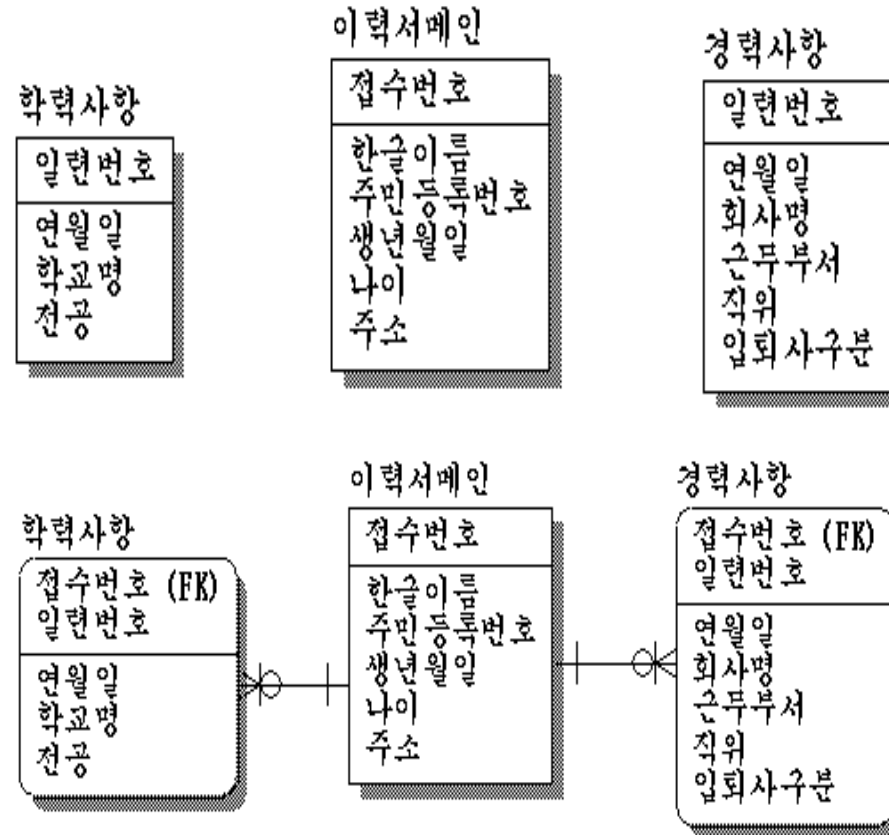 학력사항
일련번호
연월일
학교명
전공
이력서메인
접수번호
한글이름
주민등록번호
생년월일
나이
주소
경력사항
일련번호
연월일
회사명
근무부서
직위
입퇴사구분
학력사항
접수번호 (FK)
일련번호
연월일
학교명
전공
이력서메인
접수번호
한글이름
주민등록번호
생년월일
나이
주소
경력사항
접수번호 (FK)
일련번호
연월일
회사명
근무부서
직위
입퇴사구분